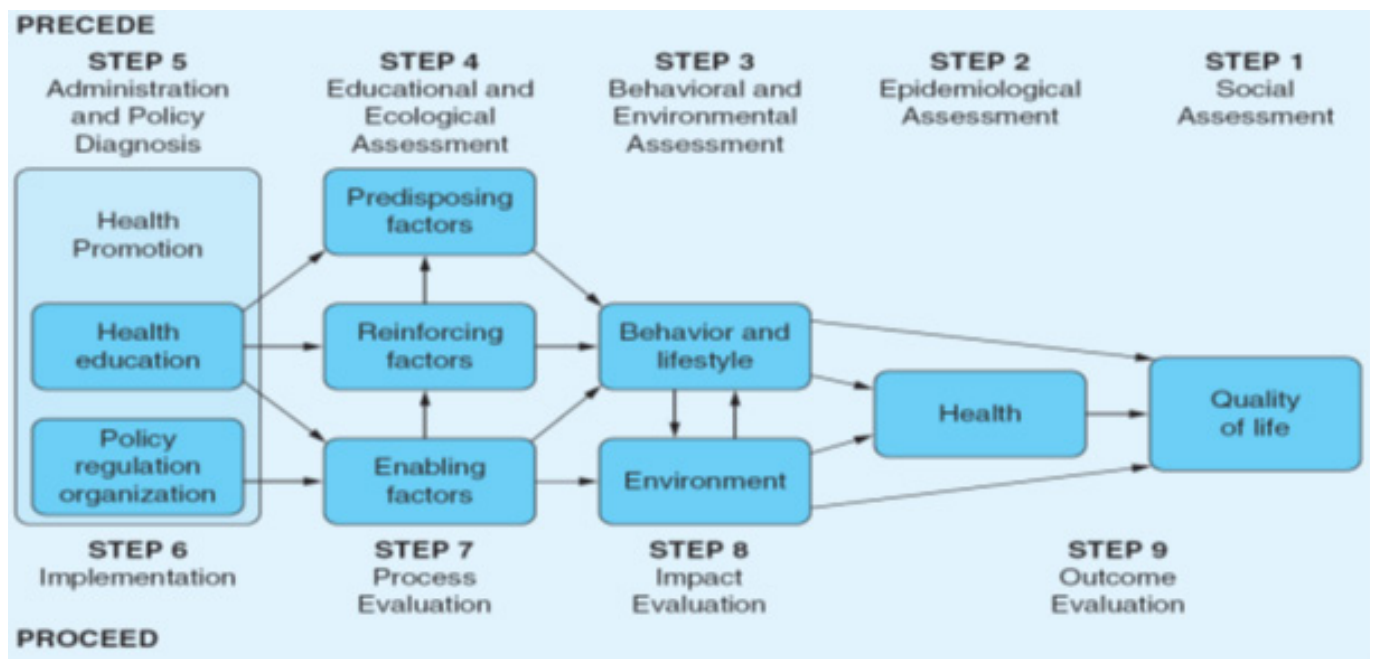 PRECEDE
STEP 5
Administration
and Policy
Diagnosis
STEP 4
Educational and
Ecological
Assessment
STEP 3
Behavioral and
Environmental
Assessment
STEP 2
Epidemiological
Assessment
STEP 1
Social
Assessment
Health
Promotion
Health
education
Policy
regulation
organization
Predisposing
factors
Reinforcing
factors
Enabling
factors
Behavior and
lifestyle
Environment
Health
Quality
of life
STEP 6
Implementation
STEP 7
Process
Evaluation
STEP 8
Impact
Evaluation
STEP 9
Outcome
Evaluation
PROCEED